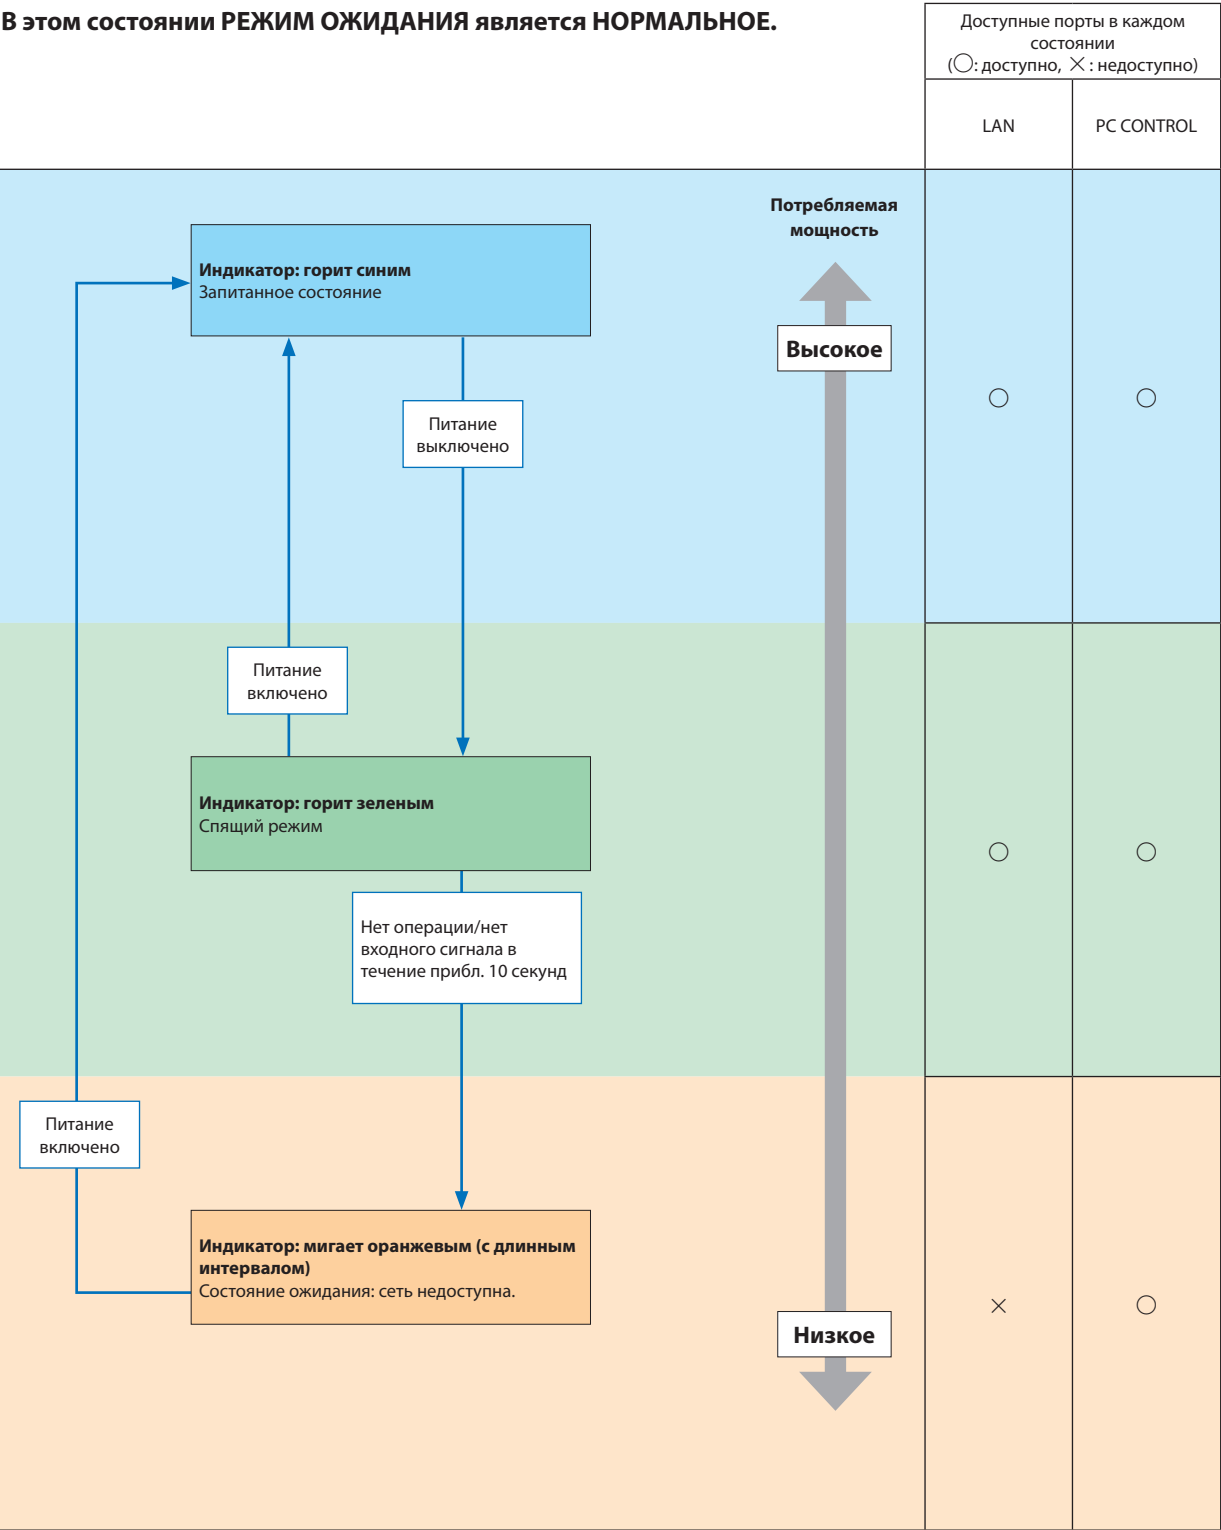 В этом состоянии РЕЖИМ ОЖИДАНИЯ является НОРМАЛЬНОЕ.
Доступные порты в каждом
состоянии
(○: доступно, ×: недоступно)
LAN
PC CONTROL
Потребляемая
мощность
Индикатор: горит синим
Запитанное состояние
Высокое
○
○
Питание
выключено
Питание
включено
Индикатор: горит зеленым
Спящий режим
○
○
Нет операции/нет
входного сигнала в
течение прибл. 10 секунд
Питание
включено
Индикатор: мигает оранжевым (с длинным
интервалом)
Состояние ожидания: сеть недоступна.
×
○
Низкое